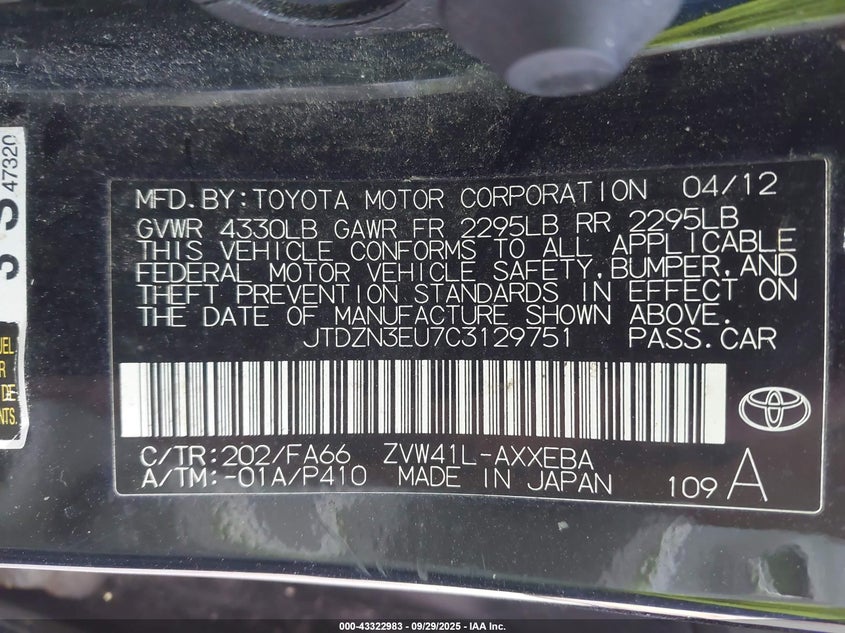 MFD.BY:TOYOTA MOTOR CORPORATION 04/12
GVWR 4330LB GAWR FR 2295LB RR 2295LB
THIS VEHICLE CONFORMS TO ALL APPLICABLE
FEDERAL MOTOR VEHICLE SAFETY,BUMPER,AND
THEFT PREVENTION STANDARDS IN EFFECT ON
THE DATE OF MANUFACTURE SHOWN ABOVE.
JTDZN3EU7C3129751 PASS.CAR
C/TR:202/FA66 ZVW41L-AXXEBA
A/TM:-01A/P410 MADE IN JAPAN 109 A
47320
DE
000-43322983 - 09/29/2025 - IAA Inc.